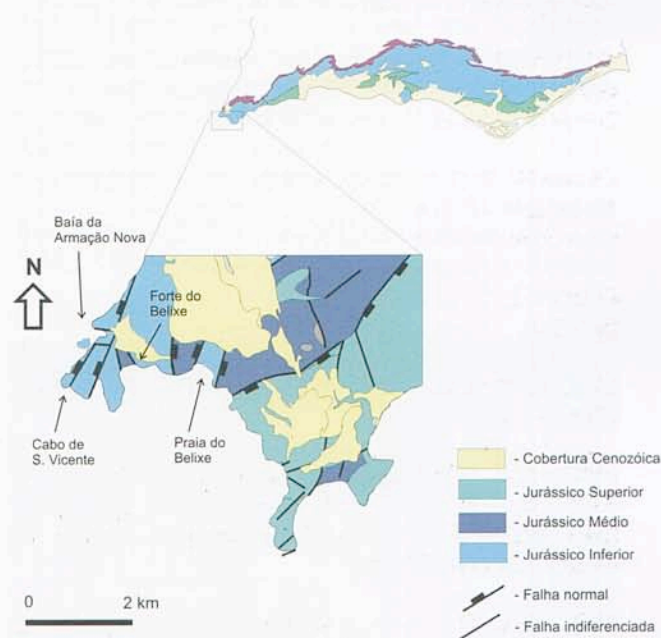 Baía da
Armação Nova
N
Forte do
Belixe
Cabo de
S. Vicente
Praia do
Belixe
- Cobertura Cenozóica
- Jurássico Superior
- Jurássico Médio
- Jurássico Inferior
- Falha normal
- Falha indiferenciada
0 2 km